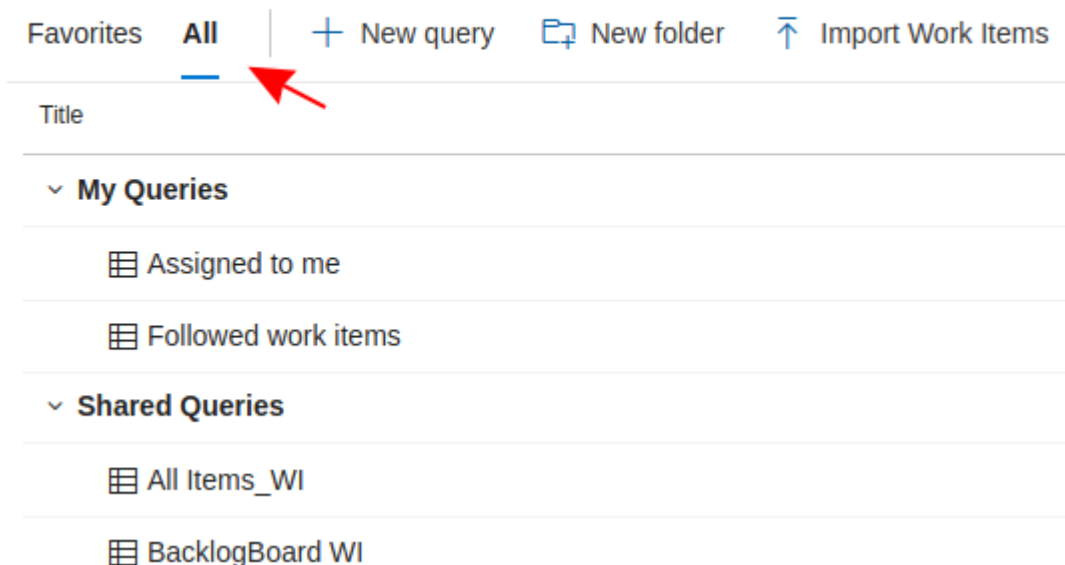 Favorites All New query New folder Import Work Items
Title
My Queries
Assigned to me
Followed work items
Shared Queries
All Items_WI
BacklogBoard WI